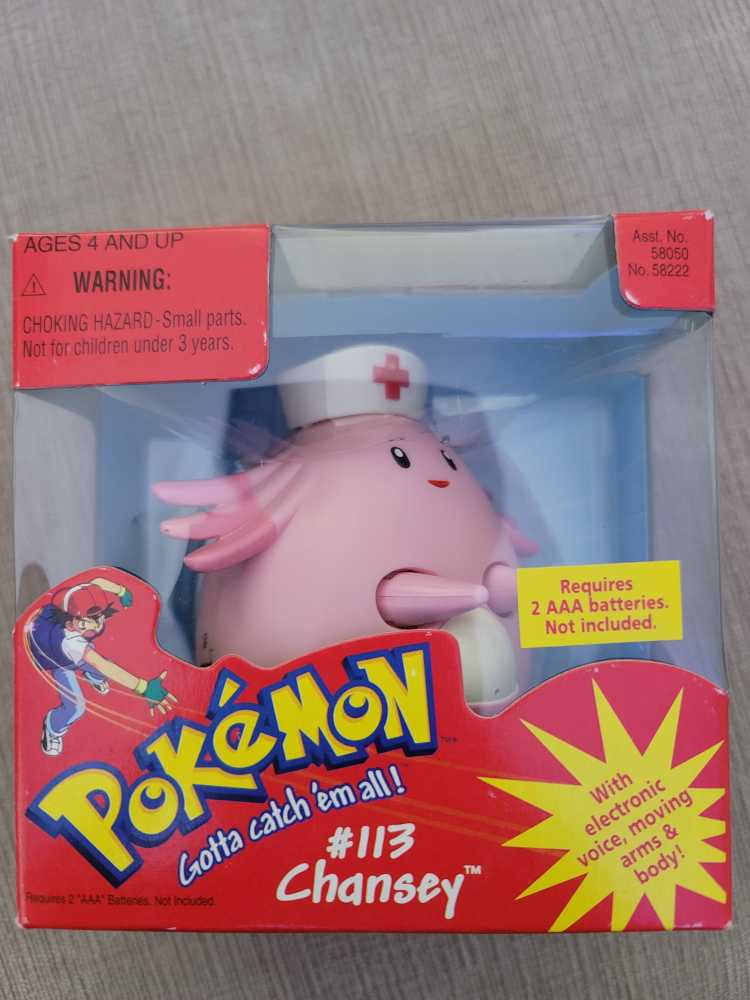 AGES 4 AND UP
⚠ WARNING:
CHOKING HAZARD-Small parts.
Not for children under 3 years.
Asst. No.
58050
No. 58222
Requires
2 AAA batteries.
Not included.
POKéMON
TM
Gotta catch 'em all!
#113
Chansey™
With
electronic
voice, moving
arms &
body!
Requires 2 "AAA" Batteries. Not Included.